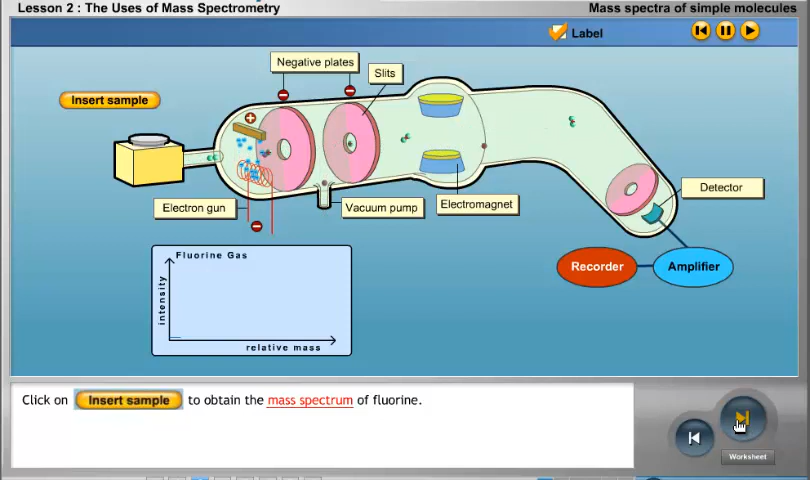 Lesson 2 : The Uses of Mass Spectrometry
Mass spectra of simple molecules
Label
Negative plates
Slits
Insert sample
Electron gun
Vacuum pump
Electromagnet
Detector
Recorder
Amplifier
Fluorine Gas
intensity
relative mass
Click on Insert sample to obtain the mass spectrum of fluorine.
Worksheet